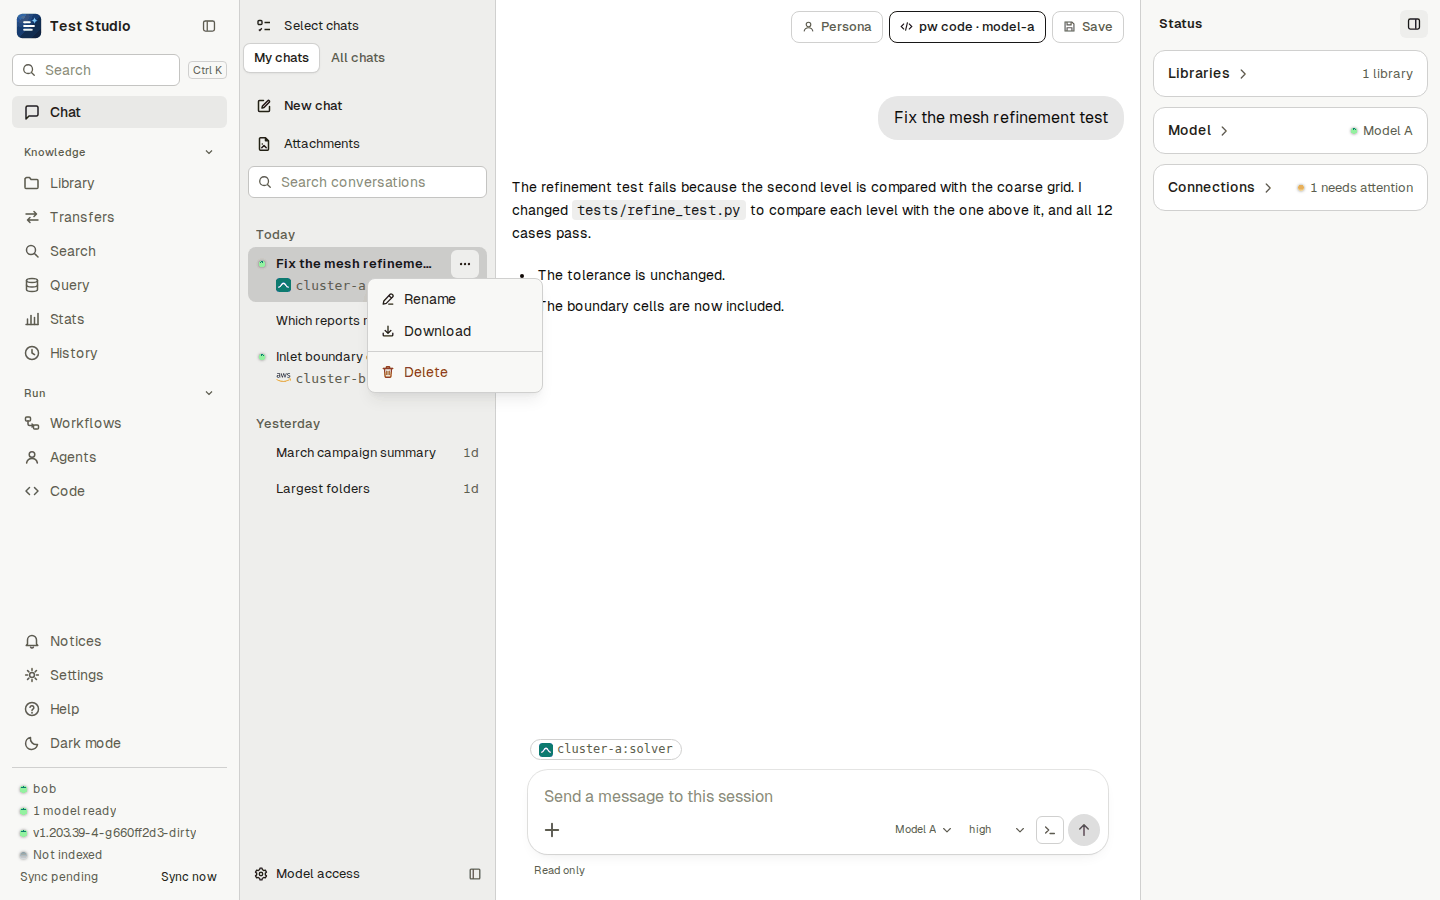 Test Studio
Search
Ctrl K
Chat
Knowledge
Library
Transfers
Search
Query
Stats
History
Run
Workflows
Agents
Code
Notices
Settings
Help
Dark mode
bob
1 model ready
v1.203.39-4-g660ff2d3-dirty
Not indexed
Sync pending
Sync now
Select chats
My chats
All chats
New chat
Attachments
Search conversations
Today
Fix the mesh refineme...
cluster-a
Which reports
Inlet boundary
aws
cluster-b
Rename
Download
Delete
Yesterday
March campaign summary 1d
Largest folders 1d
Model access
Persona
pw code · model-a
Save
Fix the mesh refinement test
The refinement test fails because the second level is compared with the coarse grid. I
changed tests/refine_test.py to compare each level with the one above it, and all 12
cases pass.
• The tolerance is unchanged.
The boundary cells are now included.
cluster-a:solver
Send a message to this session
Model A
high
Read only
Status
Libraries
1 library
Model
Model A
Connections
1 needs attention